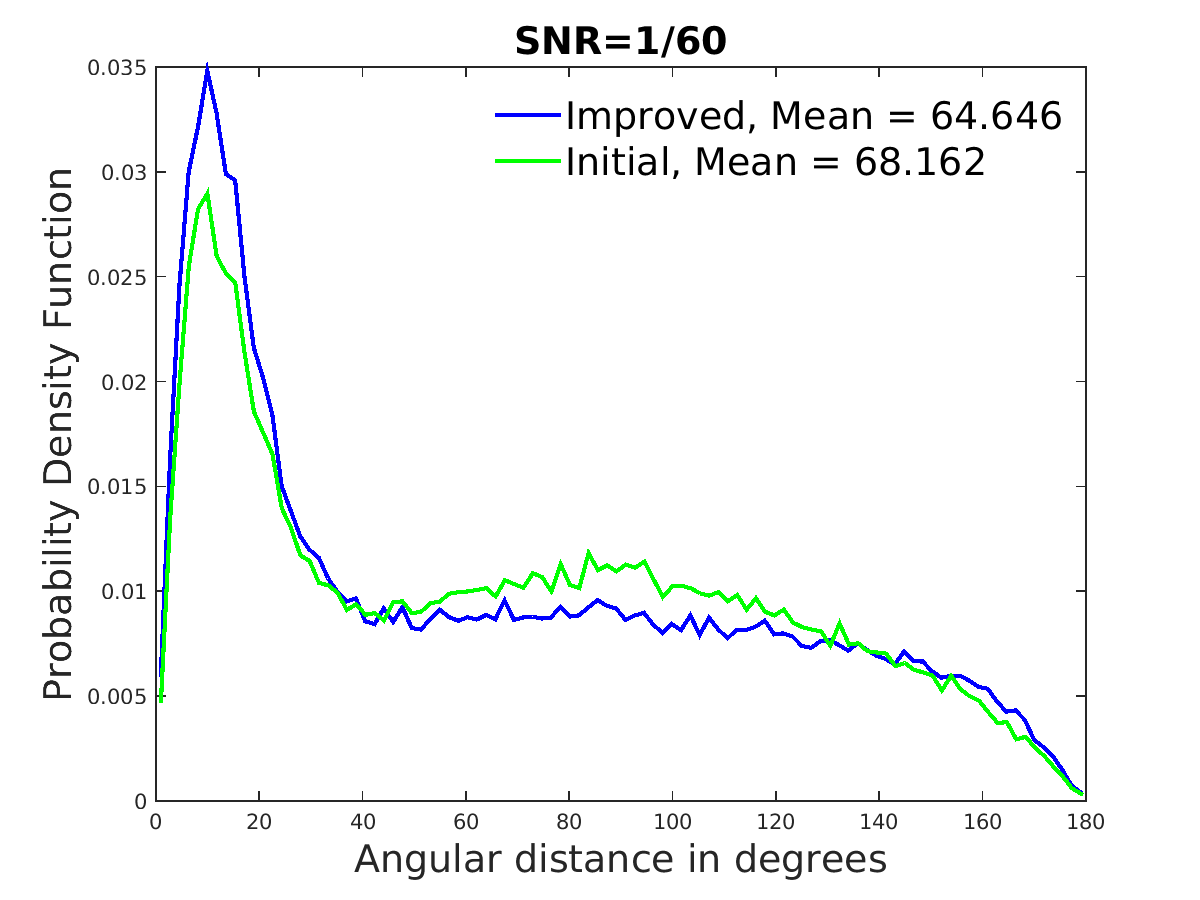 SNR=1/60
Improved, Mean = 64.646
Initial, Mean = 68.162
Probability Density Function
0.035
0.03
0.025
0.02
0.015
0.01
0.005
0
0 20 40 60 80 100 120 140 160 180
Angular distance in degrees